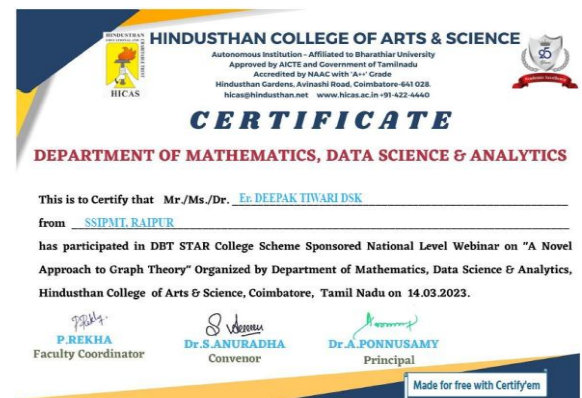 HINDUSTHAN
HICAS
HINDUSTHAN COLLEGE OF ARTS & SCIENCE
Autonomous Institution - Affiliated to Bharathiar University
Approved by AICTE and Government of Tamilnadu
Accredited by NAAC with 'A++' Grade
Hindusthan Gardens, Avinashi Road, Coimbatore-641 028.
hicas@hindusthan.net www.hicas.ac.in +91-422-4440
25
CERTIFICATE
DEPARTMENT OF MATHEMATICS, DATA SCIENCE & ANALYTICS
This is to Certify that Mr./Ms./Dr. Er. DEEPAK TIWARI DSK
from SSIPMT, RAIPUR
has participated in DBT STAR College Scheme Sponsored National Level Webinar on "A Novel
Approach to Graph Theory" Organized by Department of Mathematics, Data Science & Analytics,
Hindusthan College of Arts & Science, Coimbatore, Tamil Nadu on 14.03.2023.
P.REKHA
Faculty Coordinator
Dr.S.ANURADHA
Convenor
Dr.A.PONNUSAMY
Principal
Made for free with Certify'em